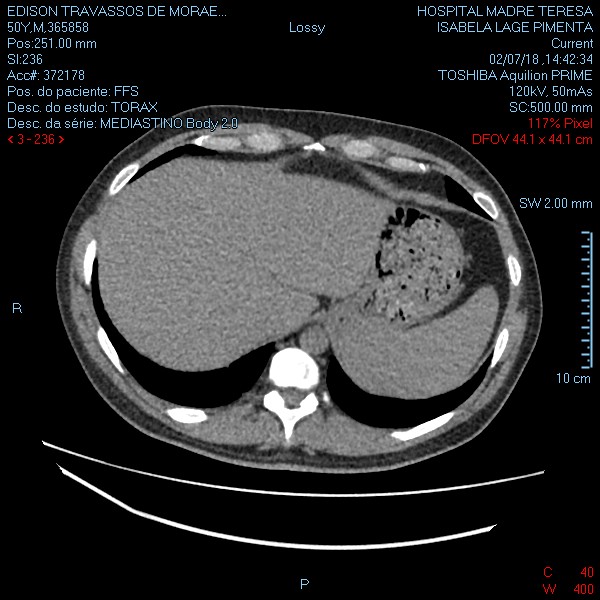 EDISON TRAVASSOS DE MORAE...
50Y,M,365858
Pos:251.00 mm
SI:236
Acc#: 372178
Pos. do paciente: FFS
Desc. do estudo: TORAX
Desc. da série: MEDIASTINO Body 2.0
< 3 - 236 >
Lossy
HOSPITAL MADRE TERESA
ISABELA LAGE PIMENTA
Current
02/07/18 ,14:42:34
TOSHIBA Aquilion PRIME
120kV, 50mAs
SC:500.00 mm
117% Pixel
DFOV 44.1 x 44.1 cm
SW 2.00 mm
R
10 cm
P
C 40
W 400